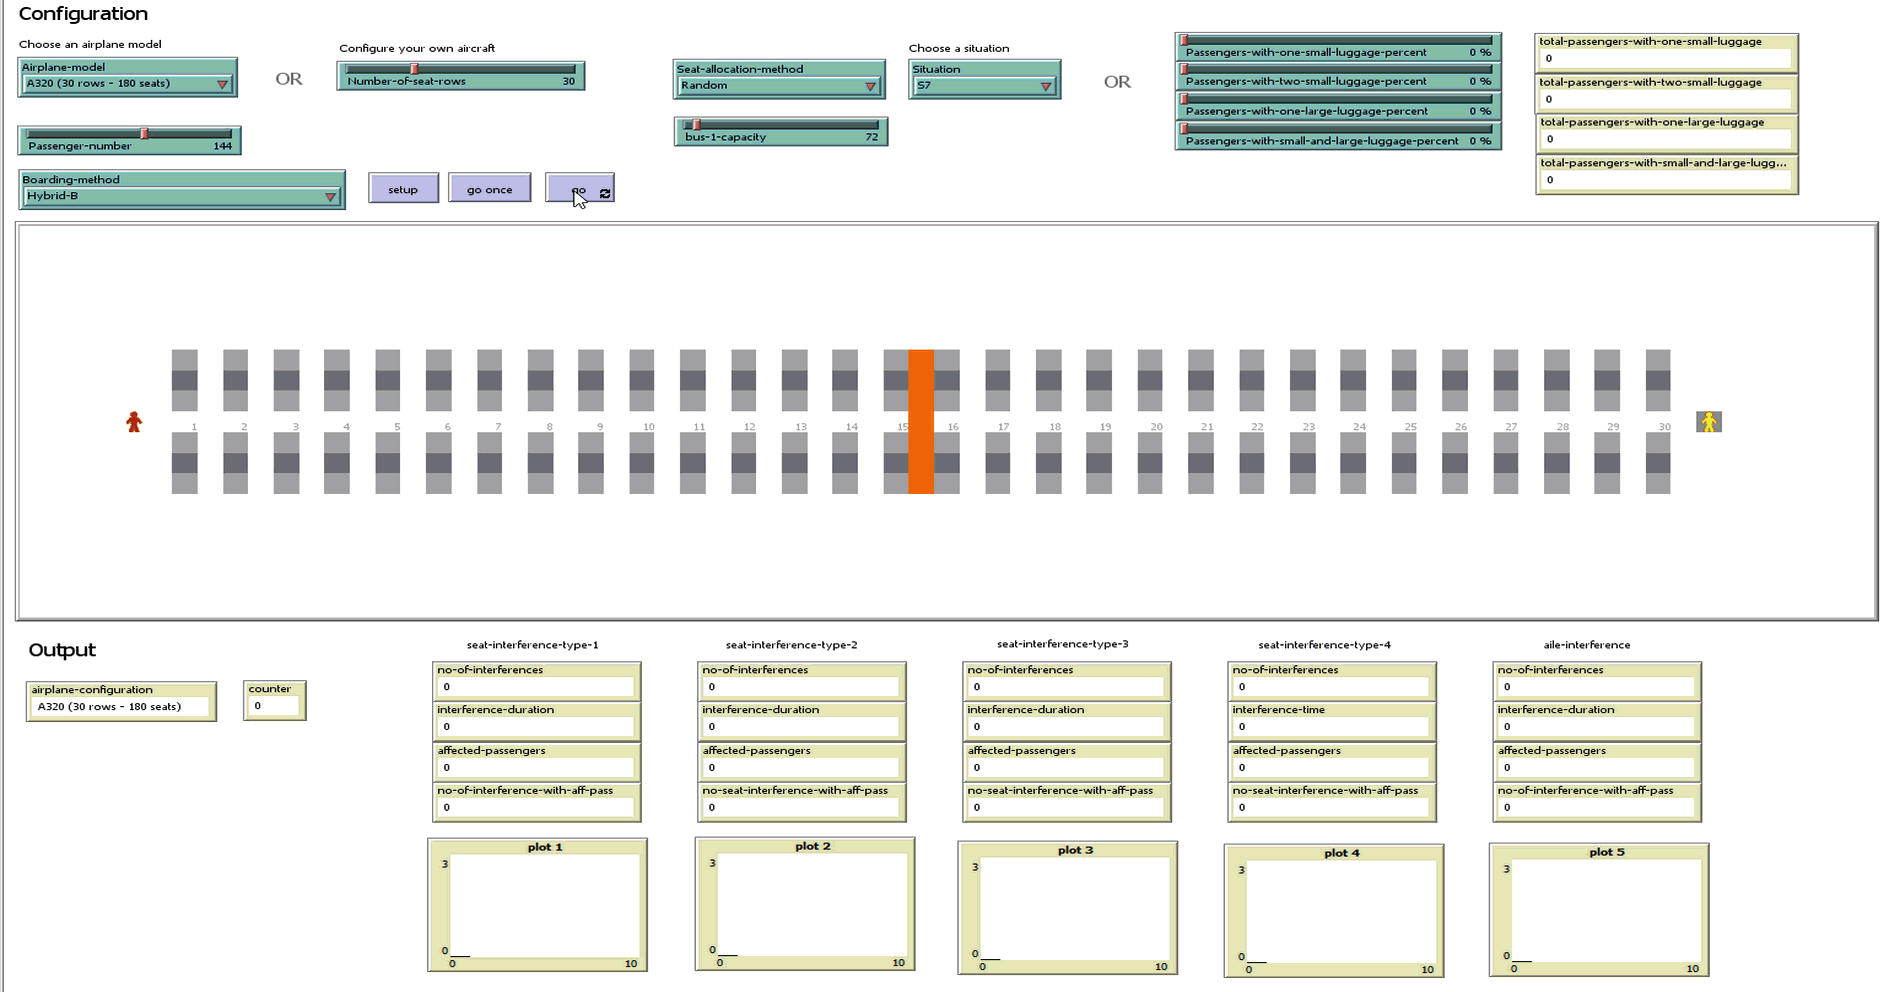 Configuration
Choose an airplane model
Airplane-model
A320 (30 rows - 180 seats)
OR
Configure your own aircraft
Number-of-seat-rows 30
Seat-allocation-method
Random
Choose a situation
Situation
S7
OR
Passengers-with-one-small-luggage-percent 0 %
Passengers-with-two-small-luggage-percent 0 %
Passengers-with-one-large-luggage-percent 0 %
Passengers-with-small-and-large-luggage-percent 0 %
total-passengers-with-one-small-luggage
0
total-passengers-with-two-small-luggage
0
total-passengers-with-one-large-luggage
0
total-passengers-with-small-and-large-lugg...
0
Passenger-number 144
bus-1-capacity 72
Boarding-method
Hybrid-B
setup
go once
go
1 2 3 4 5 6 7 8 9 10 11 12 13 14 15 16 17 18 19 20 21 22 23 24 25 26 27 28 29 30
Output
airplane-configuration
A320 (30 rows - 180 seats)
counter
0
seat-interference-type-1
no-of-interferences
0
interference-duration
0
affected-passengers
0
no-of-interference-with-aff-pass
0
plot 1
3
0
0 10
seat-interference-type-2
no-of-interferences
0
interference-duration
0
affected-passengers
0
no-seat-interference-with-aff-pass
0
plot 2
3
0
0 10
seat-interference-type-3
no-of-interferences
0
interference-duration
0
affected-passengers
0
no-seat-interference-with-aff-pass
0
plot 3
3
0
0 10
seat-interference-type-4
no-of-interferences
0
interference-time
0
affected-passengers
0
no-seat-interference-with-aff-pass
0
plot 4
3
0
0 10
aile-interference
no-of-interferences
0
interference-duration
0
affected-passengers
0
no-of-interference-with-aff-pass
0
plot 5
3
0
0 10